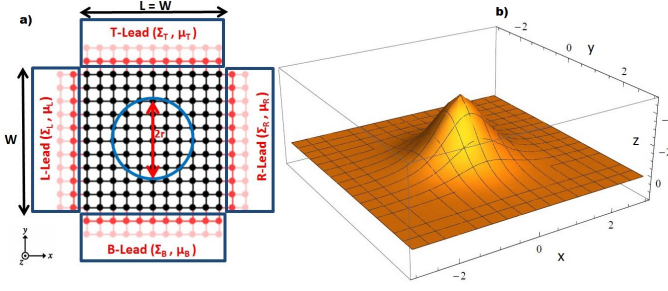 a)
L = W
T-Lead (Σ_T , μ_T)
W
L-Lead (Σ_L , μ_L)
2r
R-Lead (Σ_R , μ_R)
B-Lead (Σ_B , μ_B)
y
z
x
b)
−2
0
y
2
z
0
−2
0
2
x